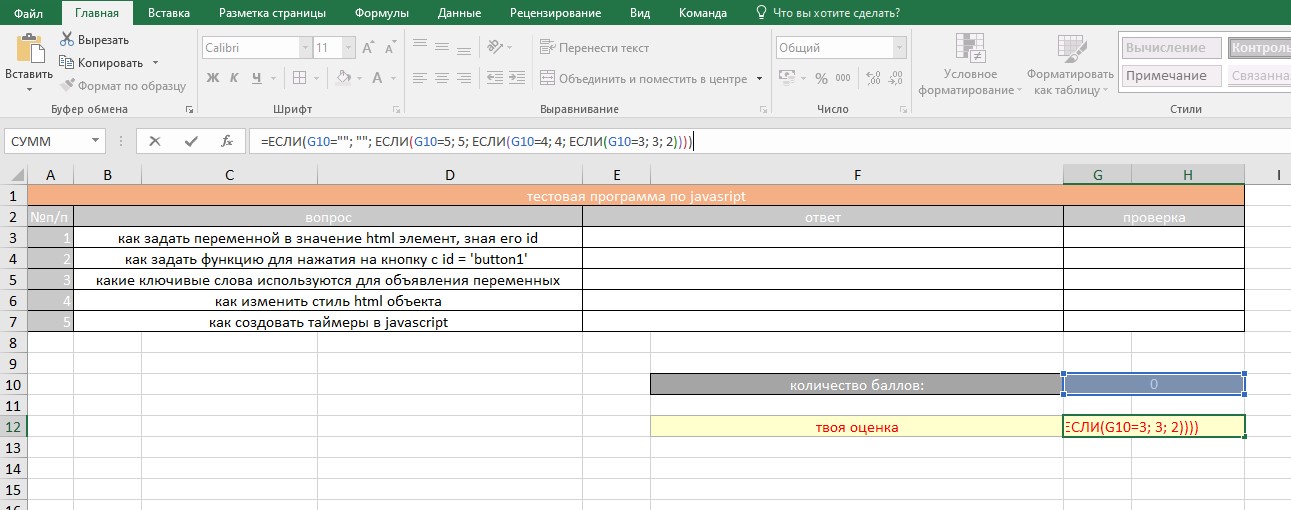 Файл Главная Вставка Разметка страницы Формулы Данные Рецензирование Вид Команда Что вы хотите сделать?
Вставить
Вырезать
Копировать
Формат по образцу
Буфер обмена
Calibri 11
Ж К Ч
Шрифт
Перенести текст
Объединить и поместить в центре
Выравнивание
Общий
% 000
Число
Условное форматирование
Форматировать как таблицу
Вычисление Контроль
Примечание Связанна
Стили
СУММ =ЕСЛИ(G10=""; ""; ЕСЛИ(G10=5; 5; ЕСЛИ(G10=4; 4; ЕСЛИ(G10=3; 3; 2))))
A B C D E F G H I
1 тестовая программа по javasript
2 №п/п вопрос ответ проверка
3 1 как задать переменной в значение html элемент, зная его id
4 2 как задать функцию для нажатия на кнопку с id = 'button1'
5 3 какие ключивые слова используются для объявления переменных
6 4 как изменить стиль html объекта
7 5 как создовать таймеры в javascript
8
9
10 количество баллов: 0
11
12 твоя оценка ЕСЛИ(G10=3; 3; 2))))
13
14
15
16